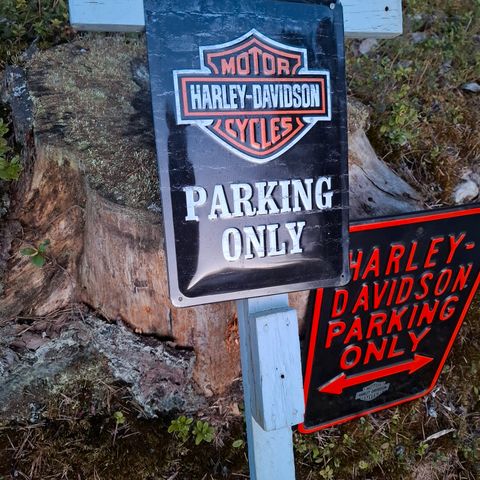 MOTOR
HARLEY-DAVIDSON
CYCLES
PARKING
ONLY
HARLEY-
DAVIDSON
PARKING
ONLY